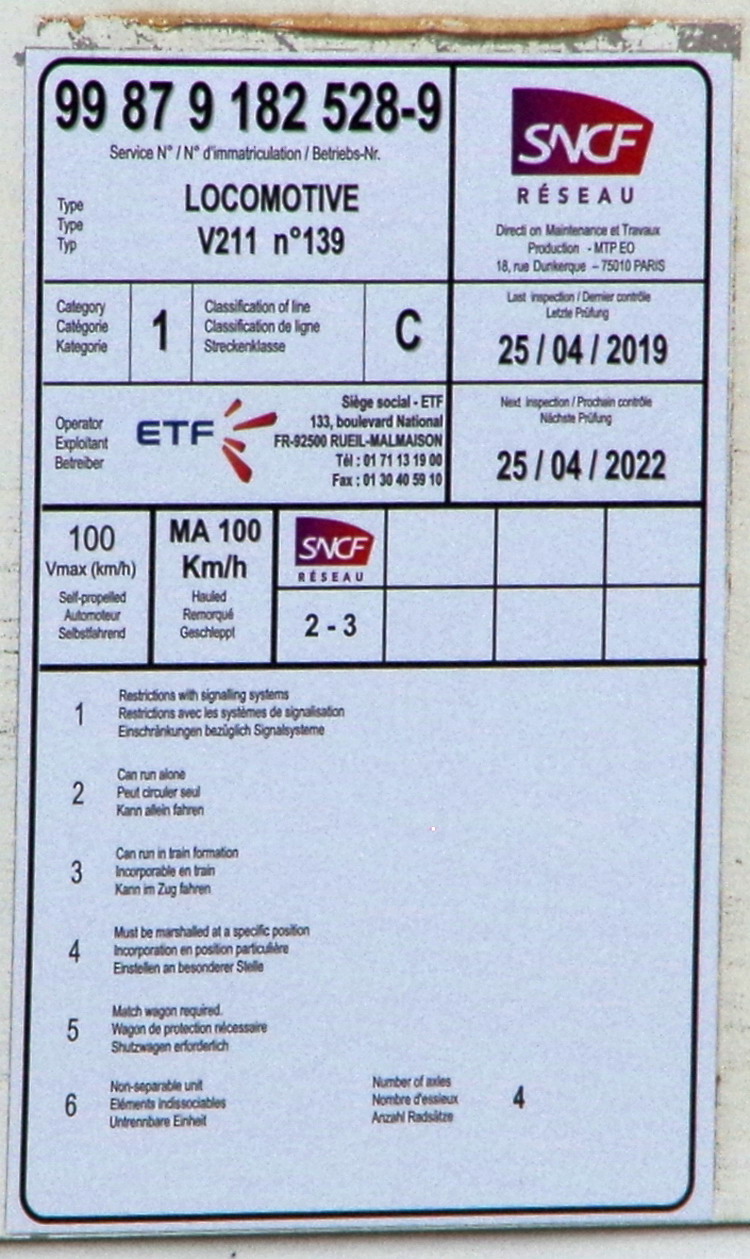 99 87 9 182 528-9
Service N° / N° d'immatriculation / Betriebs-Nr.
Type
Type
Typ
LOCOMOTIVE
V211 n°139
SNCF
RÉSEAU
Directi on Maintenance et Travaux
Production - MTP EO
18, rue Dunkerque – 75010 PARIS
Category
Catégorie
Kategorie
1
Classification of line
Classification de ligne
Streckenklasse
C
Last inspection / Dernier contrôle
Letzte Prüfung
25 / 04 / 2019
Operator
Exploitant
Betreiber
ETF
Siège social - ETF
133, boulevard National
FR-92500 RUEIL-MALMAISON
Tél : 01 71 13 19 00
Fax : 01 30 40 59 10
Next inspection / Prochain contrôle
Nächste Prüfung
25 / 04 / 2022
100
Vmax (km/h)
Self-propelled
Automoteur
Selbstfahrend
MA 100
Km/h
Hauled
Remorqué
Geschleppt
SNCF
RÉSEAU
2 - 3
1
Restrictions with signalling systems
Restrictions avec les systèmes de signalisation
Einschränkungen bezüglich Signalsysteme
2
Can run alone
Peut circuler seul
Kann allein fahren
3
Can run in train formation
Incorporable en train
Kann im Zug fahren
4
Must be marshalled at a specific position
Incorporation en position particulière
Einstellen an besonderer Stelle
5
Match wagon required.
Wagon de protection nécessaire
Shutzwagen erforderlich
6
Non-separable unit
Eléments indissociables
Untrennbare Einheit
Number of axles
Nombre d'essieux
Anzahl Radsätze
4